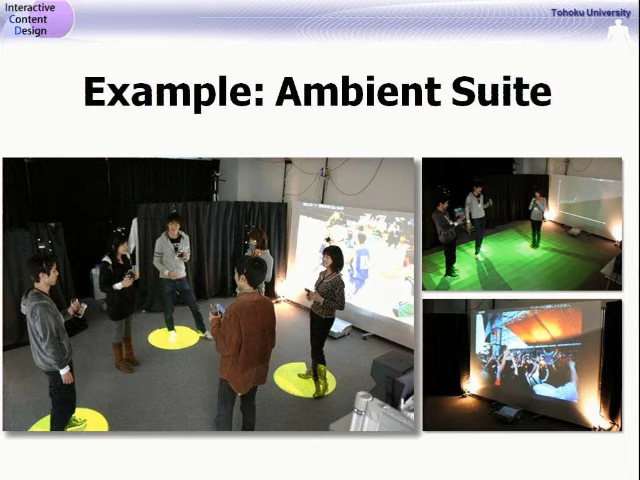 Interactive
Content
Design
Tohoku University
Example: Ambient Suite